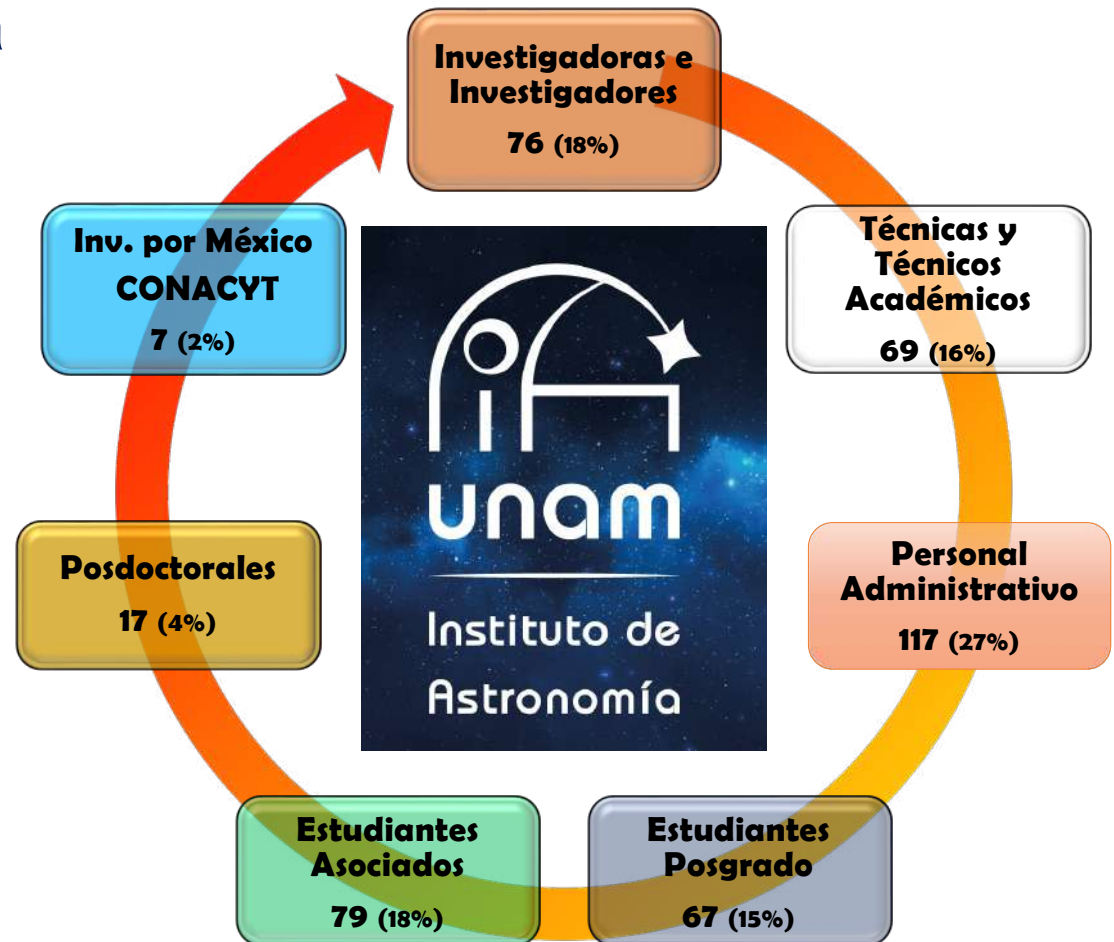 Investigadoras e
Investigadores
76 (18%)
Técnicas y
Técnicos
Académicos
69 (16%)
Personal
Administrativo
117 (27%)
Estudiantes
Posgrado
67 (15%)
Estudiantes
Asociados
79 (18%)
Posdoctorales
17 (4%)
Inv. por México
CONACYT
7 (2%)
iA
unam
Instituto de
Astronomía